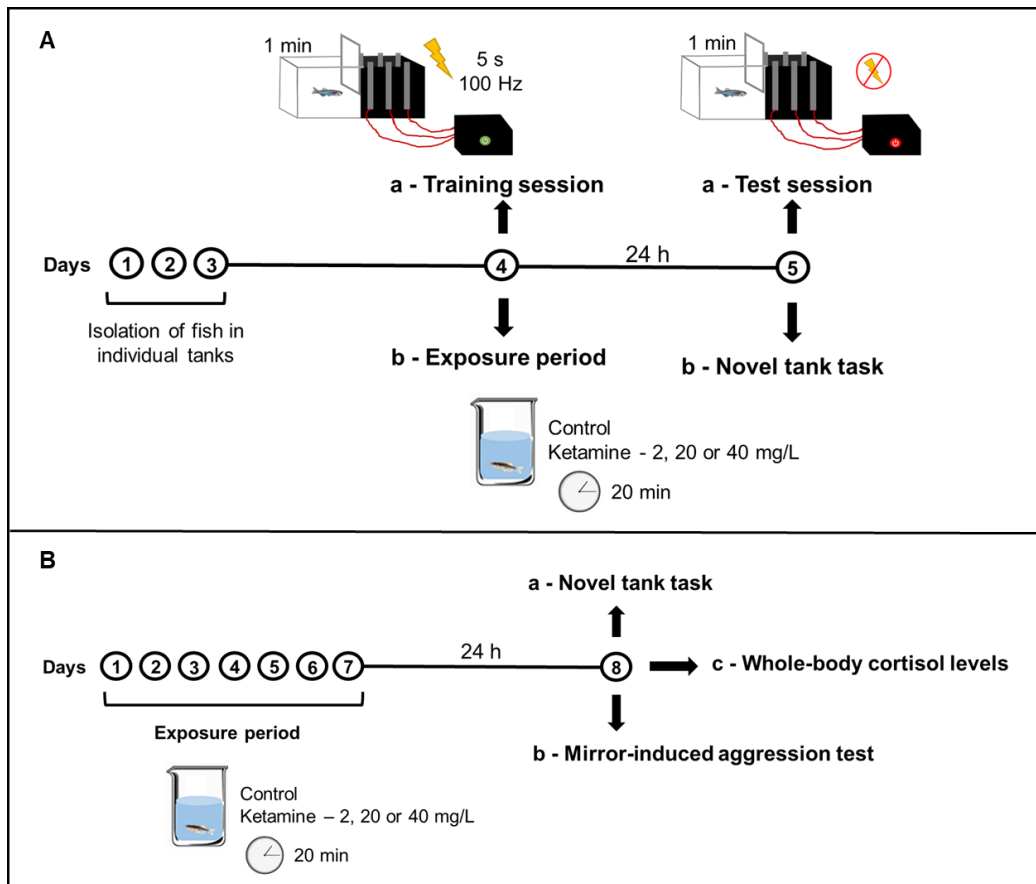 A
1 min
5 s
100 Hz
1 min
a - Training session
a - Test session
Days 1 2 3 4 24 h 5
Isolation of fish in
individual tanks
b - Exposure period
b - Novel tank task
Control
Ketamine - 2, 20 or 40 mg/L
20 min
B
a - Novel tank task
Days 1 2 3 4 5 6 7 24 h 8
c - Whole-body cortisol levels
Exposure period
b - Mirror-induced aggression test
Control
Ketamine – 2, 20 or 40 mg/L
20 min